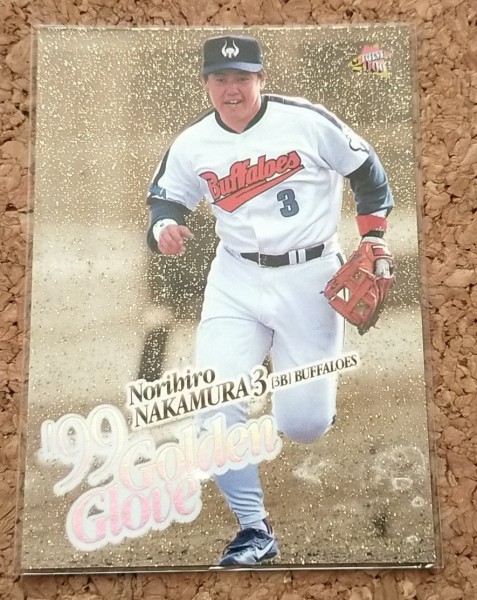 Buffaloes
3
Norihiro
NAKAMURA 3 [3B] BUFFALOES
'99 Golden
Glove